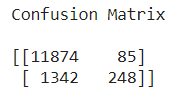 Confusion Matrix
[[11874    85]
 [ 1342   248]]